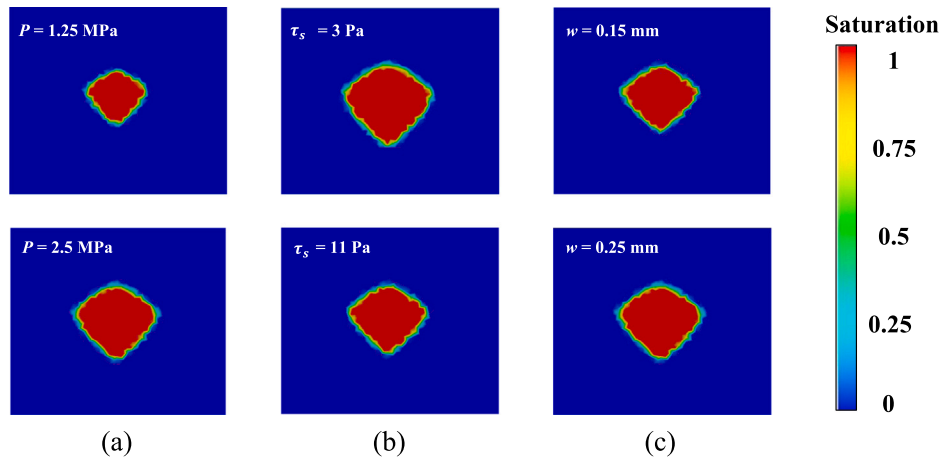 P = 1.25 MPa
τs = 3 Pa
w = 0.15 mm
Saturation
1
0.75
0.5
0.25
0
P = 2.5 MPa
τs = 11 Pa
w = 0.25 mm
(a)
(b)
(c)